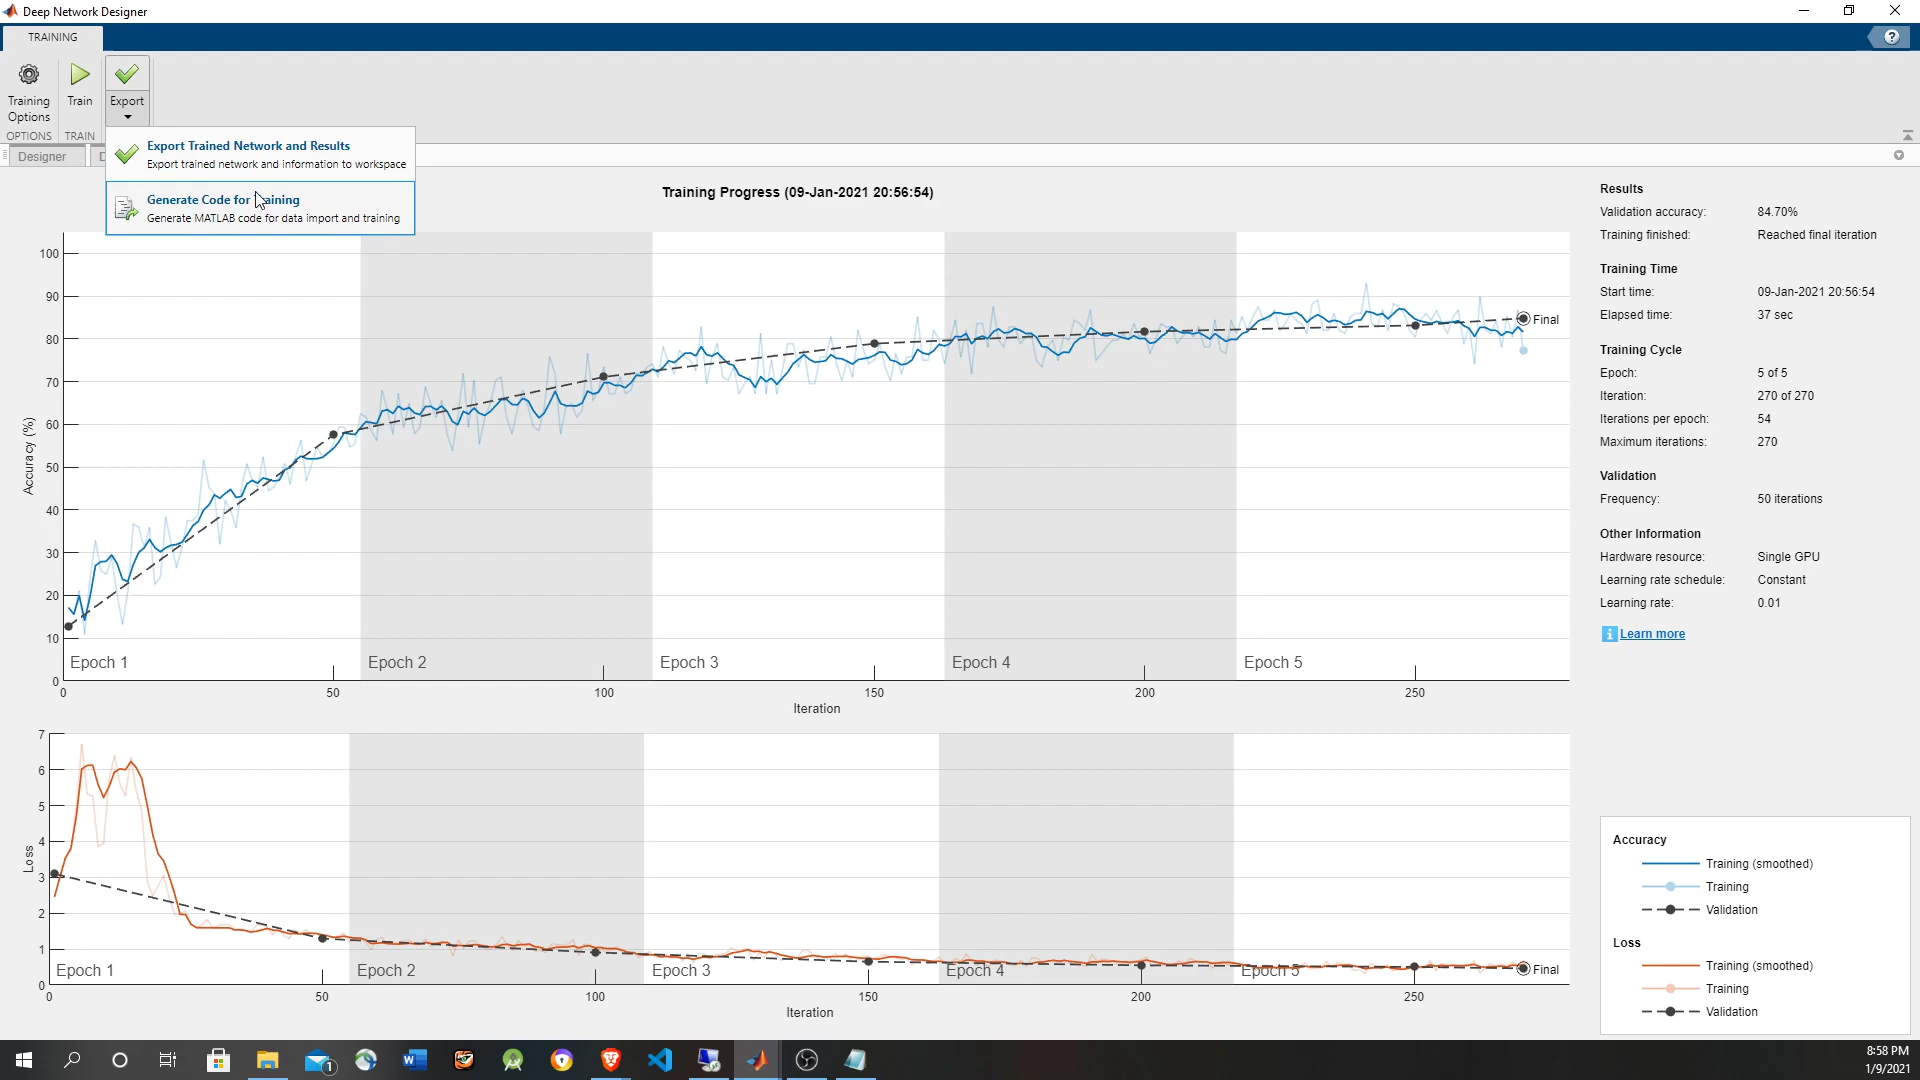 Deep Network Designer
TRAINING
?
Training
Options
Train
Export
OPTIONS
TRAIN
Export Trained Network and Results
Export trained network and information to workspace
Generate Code for Training
Generate MATLAB code for data import and training
Designer
D
Training Progress (09-Jan-2021 20:56:54)
100
90
80
70
60
50
40
30
20
10
0
Accuracy (%)
Final
Epoch 1
Epoch 2
Epoch 3
Epoch 4
Epoch 5
0
50
100
150
200
250
Iteration
7
6
5
4
3
2
1
0
Loss
Final
Epoch 1
Epoch 2
Epoch 3
Epoch 4
Epoch 5
0
50
100
150
200
250
Iteration
Results
Validation accuracy: 84.70%
Training finished: Reached final iteration
Training Time
Start time: 09-Jan-2021 20:56:54
Elapsed time: 37 sec
Training Cycle
Epoch: 5 of 5
Iteration: 270 of 270
Iterations per epoch: 54
Maximum iterations: 270
Validation
Frequency: 50 iterations
Other Information
Hardware resource: Single GPU
Learning rate schedule: Constant
Learning rate: 0.01
i Learn more
Accuracy
Training (smoothed)
Training
Validation
Loss
Training (smoothed)
Training
Validation
1
8:58 PM
1/9/2021